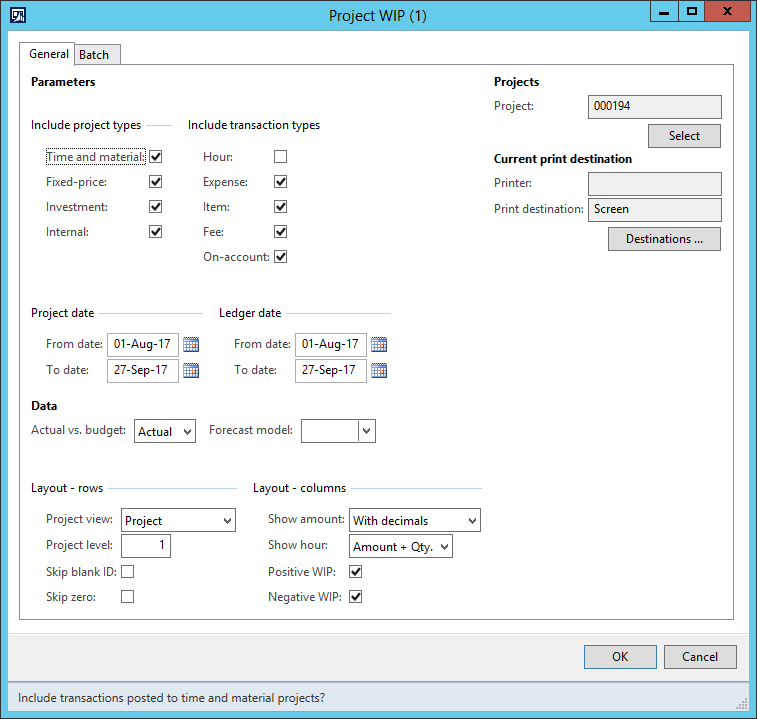 Project WIP (1)
General Batch
Parameters
Include project types
Time and material:
Fixed-price:
Investment:
Internal:
Include transaction types
Hour:
Expense:
Item:
Fee:
On-account:
Projects
Project: 000194
Select
Current print destination
Printer:
Print destination: Screen
Destinations ...
Project date
From date: 01-Aug-17
To date: 27-Sep-17
Ledger date
From date: 01-Aug-17
To date: 27-Sep-17
Data
Actual vs. budget: Actual Forecast model:
Layout - rows
Project view: Project
Project level: 1
Skip blank ID:
Skip zero:
Layout - columns
Show amount: With decimals
Show hour: Amount + Qty.
Positive WIP:
Negative WIP:
OK Cancel
Include transactions posted to time and material projects?